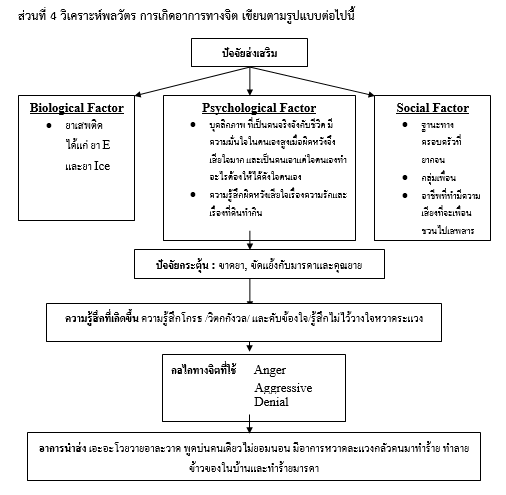 ส่วนที่ 4 วิเคราะห์พลวัตร การเกิดอาการทางจิต เขียนตามรูปแบบต่อไปนี้
ปัจจัยส่งเสริม
Biological Factor
• ยาเสพติด
ได้แก่ ยา E
และยา Ice
Psychological Factor
• บุคลิกภาพ ที่เป็นคนจริงจังกับชีวิต มี
ความมั่นใจในตนเองสูงเมื่อผิดหวังจึง
เสียใจมาก และเป็นตนเอาแต่ใจตนเองทำ
อะไรต้องให้ได้ดั่งใจตนเอง
• ความรู้สึกผิดหวังเสียใจเรื่องความรักและ
เรื่องที่ดินทำกิน
Social Factor
• ฐานะทาง
ครอบครัวที่
ยากจน
• กลุ่มเพื่อน
• อาชีพที่ทำมีความ
เสี่ยงที่จะเพื่อน
ชวนไปเสพสาร
ปัจจัยกระตุ้น : ขาดยา, ขัดแย้งกับมารดาและคุณยาย
ความรู้สึกที่เกิดขึ้น ความรู้สึกโกรธ /วิตกกังวล/ และคับข้องใจ/รู้สึกไม่ไว้วางใจหวาดระแวง
กลไกทางจิตที่ใช้ Anger
Aggressive
Denial
อาการนำส่ง เอะอะโวยวายอาละวาด พูดบ่นคนเดียวไม่ยอมนอน มีอาการหวาดละแวงกลัวคนมาทำร้าย ทำลาย
ข้าวของในบ้านและทำร้ายมารดา